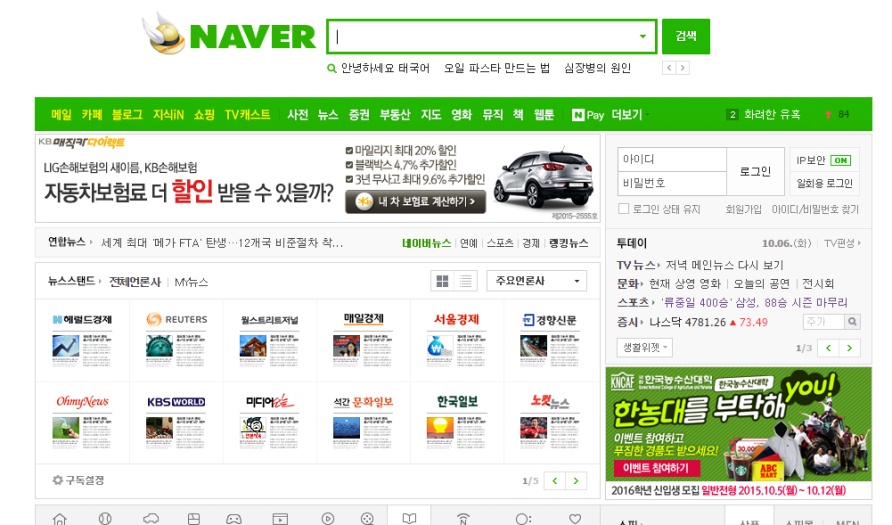 NAVER
검색
안녕하세요 태국어 오일 파스타 만드는 법 심장병의 원인
메일 카페 블로그 지식iN 쇼핑 TV캐스트 사전 뉴스 증권 부동산 지도 영화 뮤직 책 웹툰 N Pay 더보기
2 화려한 유혹 84
KB매직카다이렉트
LIG손해보험의 새이름, KB손해보험
자동차보험료 더 할인 받을 수 있을까?
마일리지 최대 20% 할인
블랙박스 4.7% 추가할인
3년 무사고 최대 9.6% 추가할인
내 차 보험료 계산하기 >
제2015-2555호
아이디
비밀번호
로그인
IP보안 ON
일회용 로그인
로그인 상태 유지 회원가입 아이디/비밀번호 찾기
연합뉴스 세계 최대 '메가 FTA' 탄생…12개국 비준절차 착...
네이버뉴스 연예 스포츠 경제 랭킹뉴스
뉴스스탠드 전체언론사 MY뉴스
주요언론사
헤럴드경제 REUTERS 월스트리트저널 매일경제 서울경제 경향신문
OhmyNews KBS WORLD 미디어오늘 석간 문화일보 한국일보 노컷뉴스
구독설정
1/5
투데이 10.06.(화) TV편성
TV뉴스 저녁 메인뉴스 다시 보기
문화 현재 상영 영화 오늘의 공연 전시회
스포츠 '류중일 400승' 삼성, 88승 시즌 마무리
증시 나스닥 4781.26 ▲ 73.49
주가
생활위젯
1/3
KNCAF 국립한국농수산대학
한국농수산대학
한농대를 부탁해 you!
이벤트 참여하고
푸짐한 경품도 받으세요!
이벤트 참여하기
30,000
ABC MART
2016학년 신입생 모집 일반전형 2015.10.5(월) ~ 10.12(월)